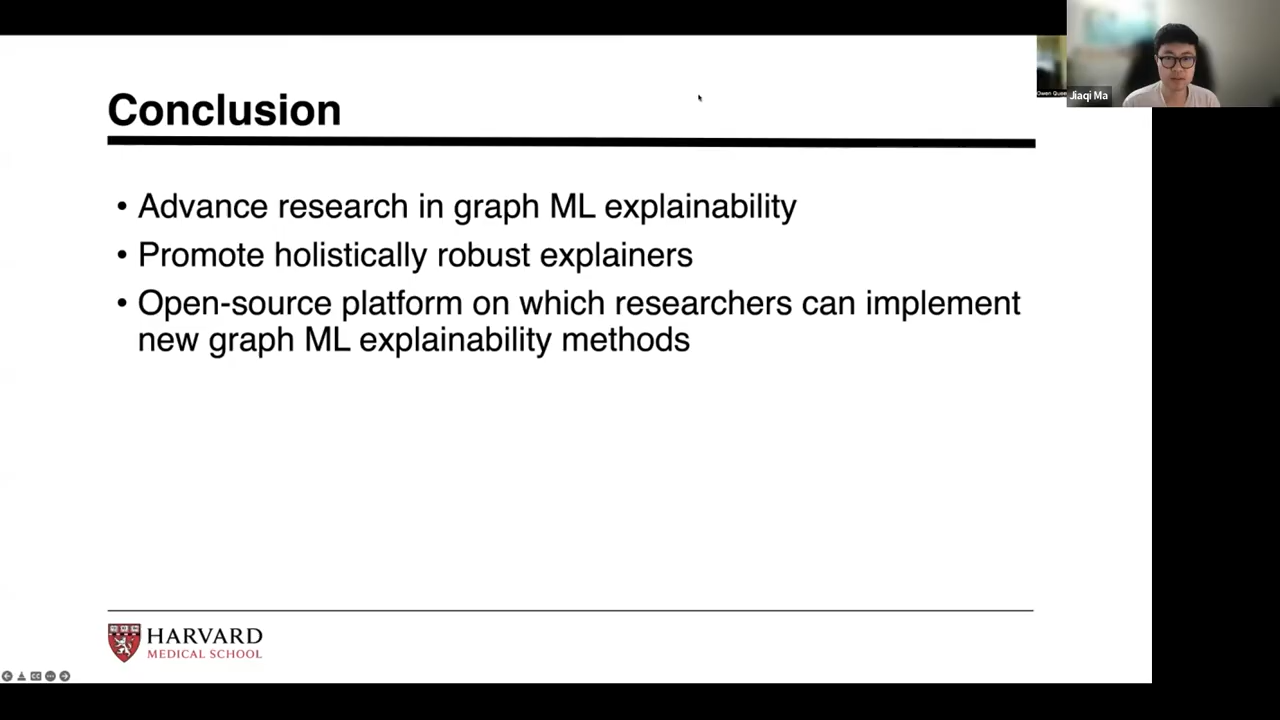 Conclusion
Jiaqi Ma
• Advance research in graph ML explainability
• Promote holistically robust explainers
• Open-source platform on which researchers can implement
new graph ML explainability methods
HARVARD
MEDICAL SCHOOL